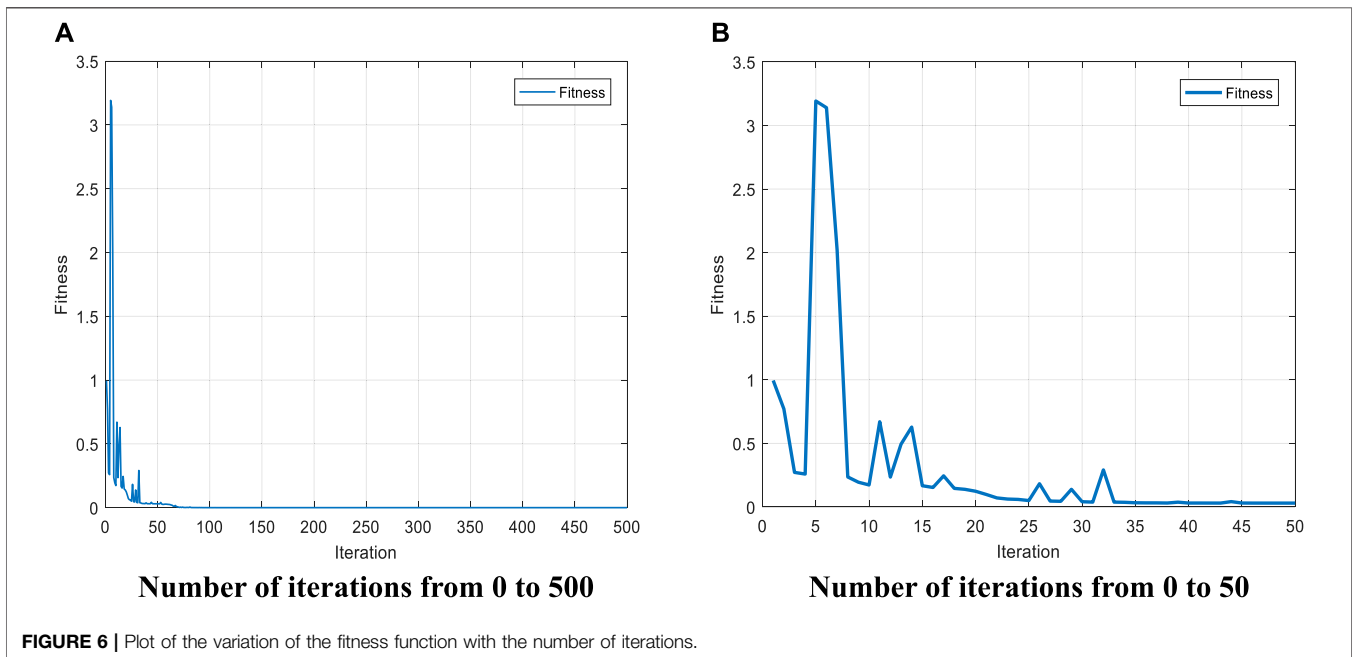 A
3.5
3
2.5
2
1.5
1
0.5
0
Fitness
Fitness
0 50 100 150 200 250 300 350 400 450 500
Iteration
Number of iterations from 0 to 500
B
3.5
3
2.5
2
1.5
1
0.5
0
Fitness
Fitness
0 5 10 15 20 25 30 35 40 45 50
Iteration
Number of iterations from 0 to 50
FIGURE 6 | Plot of the variation of the fitness function with the number of iterations.